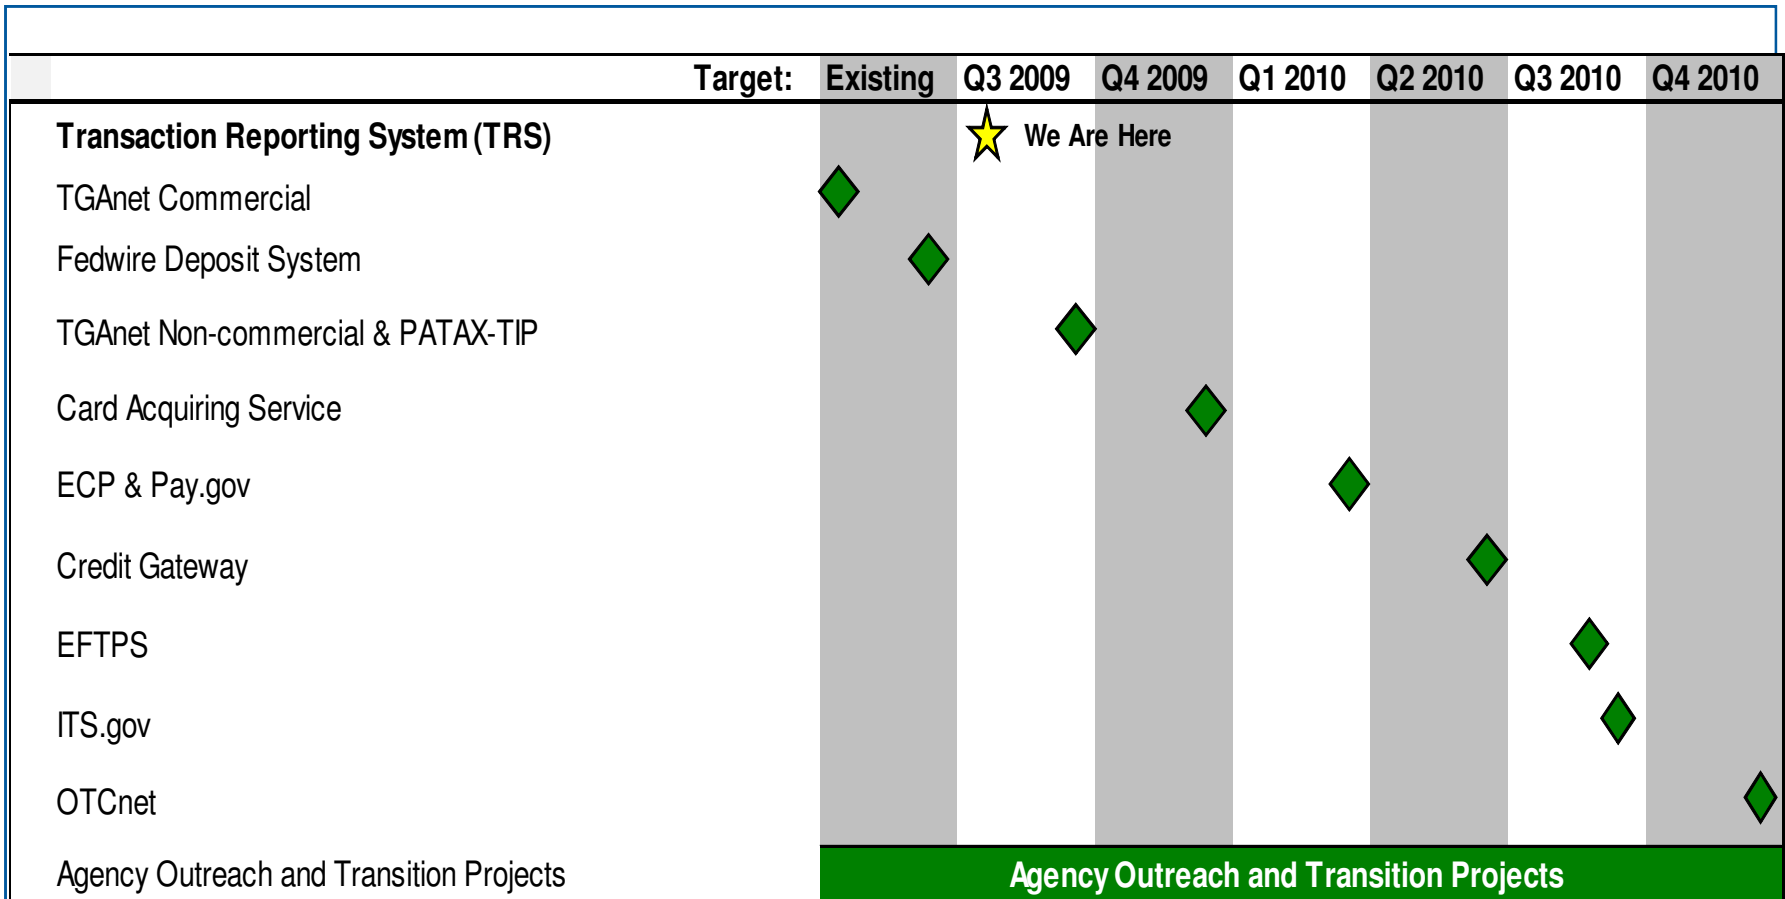 Target: Existing Q3 2009 Q4 2009 Q1 2010 Q2 2010 Q3 2010 Q4 2010
Transaction Reporting System (TRS) We Are Here
TGAnet Commercial
Fedwire Deposit System
TGAnet Non-commercial & PATAX-TIP
Card Acquiring Service
ECP & Pay.gov
Credit Gateway
EFTPS
ITS.gov
OTCnet
Agency Outreach and Transition Projects Agency Outreach and Transition Projects